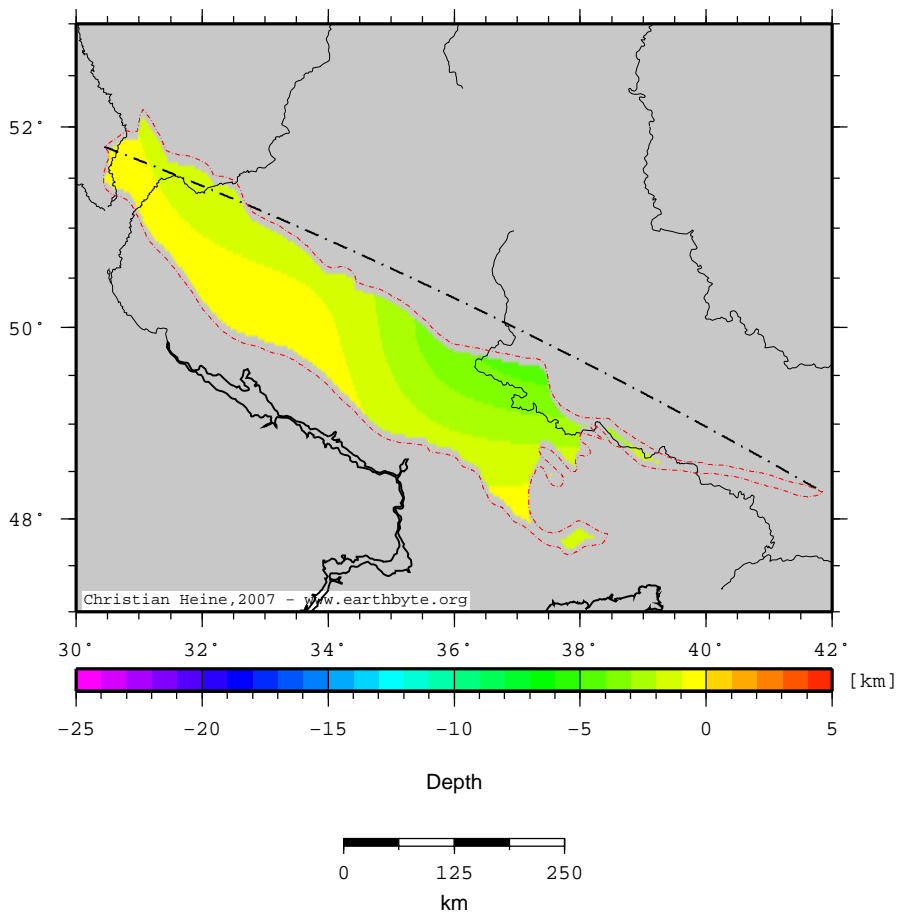 52°
50°
48°
Christian Heine,2007 - www.earthbyte.org
30° 32° 34° 36° 38° 40° 42°
[km]
−25 −20 −15 −10 −5 0 5
Depth
0 125 250
km